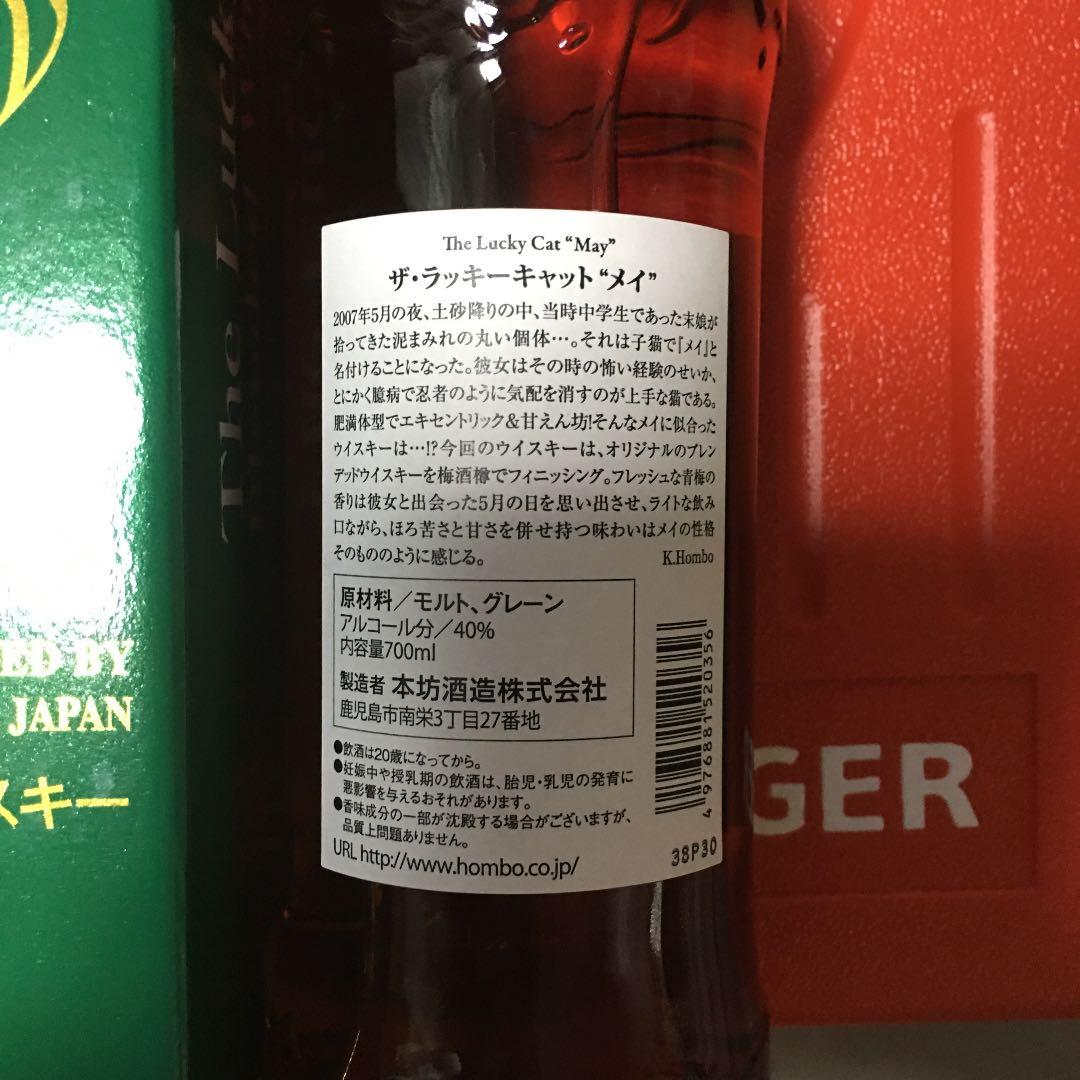 The Lucky Cat “May”
ザ・ラッキーキャット“メイ”
2007年5月の夜、土砂降りの中、当時中学生であった末娘が
拾ってきた泥まみれの丸い個体…。それは子猫で『メイ』と
名付けることになった。彼女はその時の怖い経験のせいか、
とにかく臆病で忍者のように気配を消すのが上手な猫である。
肥満体型でエキセントリック&甘えん坊!そんなメイに似合った
ウイスキーは…!?今回のウイスキーは、オリジナルのブレン
デッドウイスキーを梅酒樽でフィニッシング。フレッシュな青梅の
香りは彼女と出会った5月の日を思い出させ、ライトな飲み
口ながら、ほろ苦さと甘さを併せ持つ味わいはメイの性格
そのもののように感じる。 K.Hombo
原材料/モルト、グレーン
アルコール分/40%
内容量700ml
製造者 本坊酒造株式会社
鹿児島市南栄3丁目27番地
●飲酒は20歳になってから。
●妊娠中や授乳期の飲酒は、胎児・乳児の発育に
悪影響を与えるおそれがあります。
●香味成分の一部が沈殿する場合がございますが、
品質上問題ありません。
URL http://www.hombo.co.jp/
4 976881 520356
38P30
The Luck
ED BY
JAPAN
スキー
GER